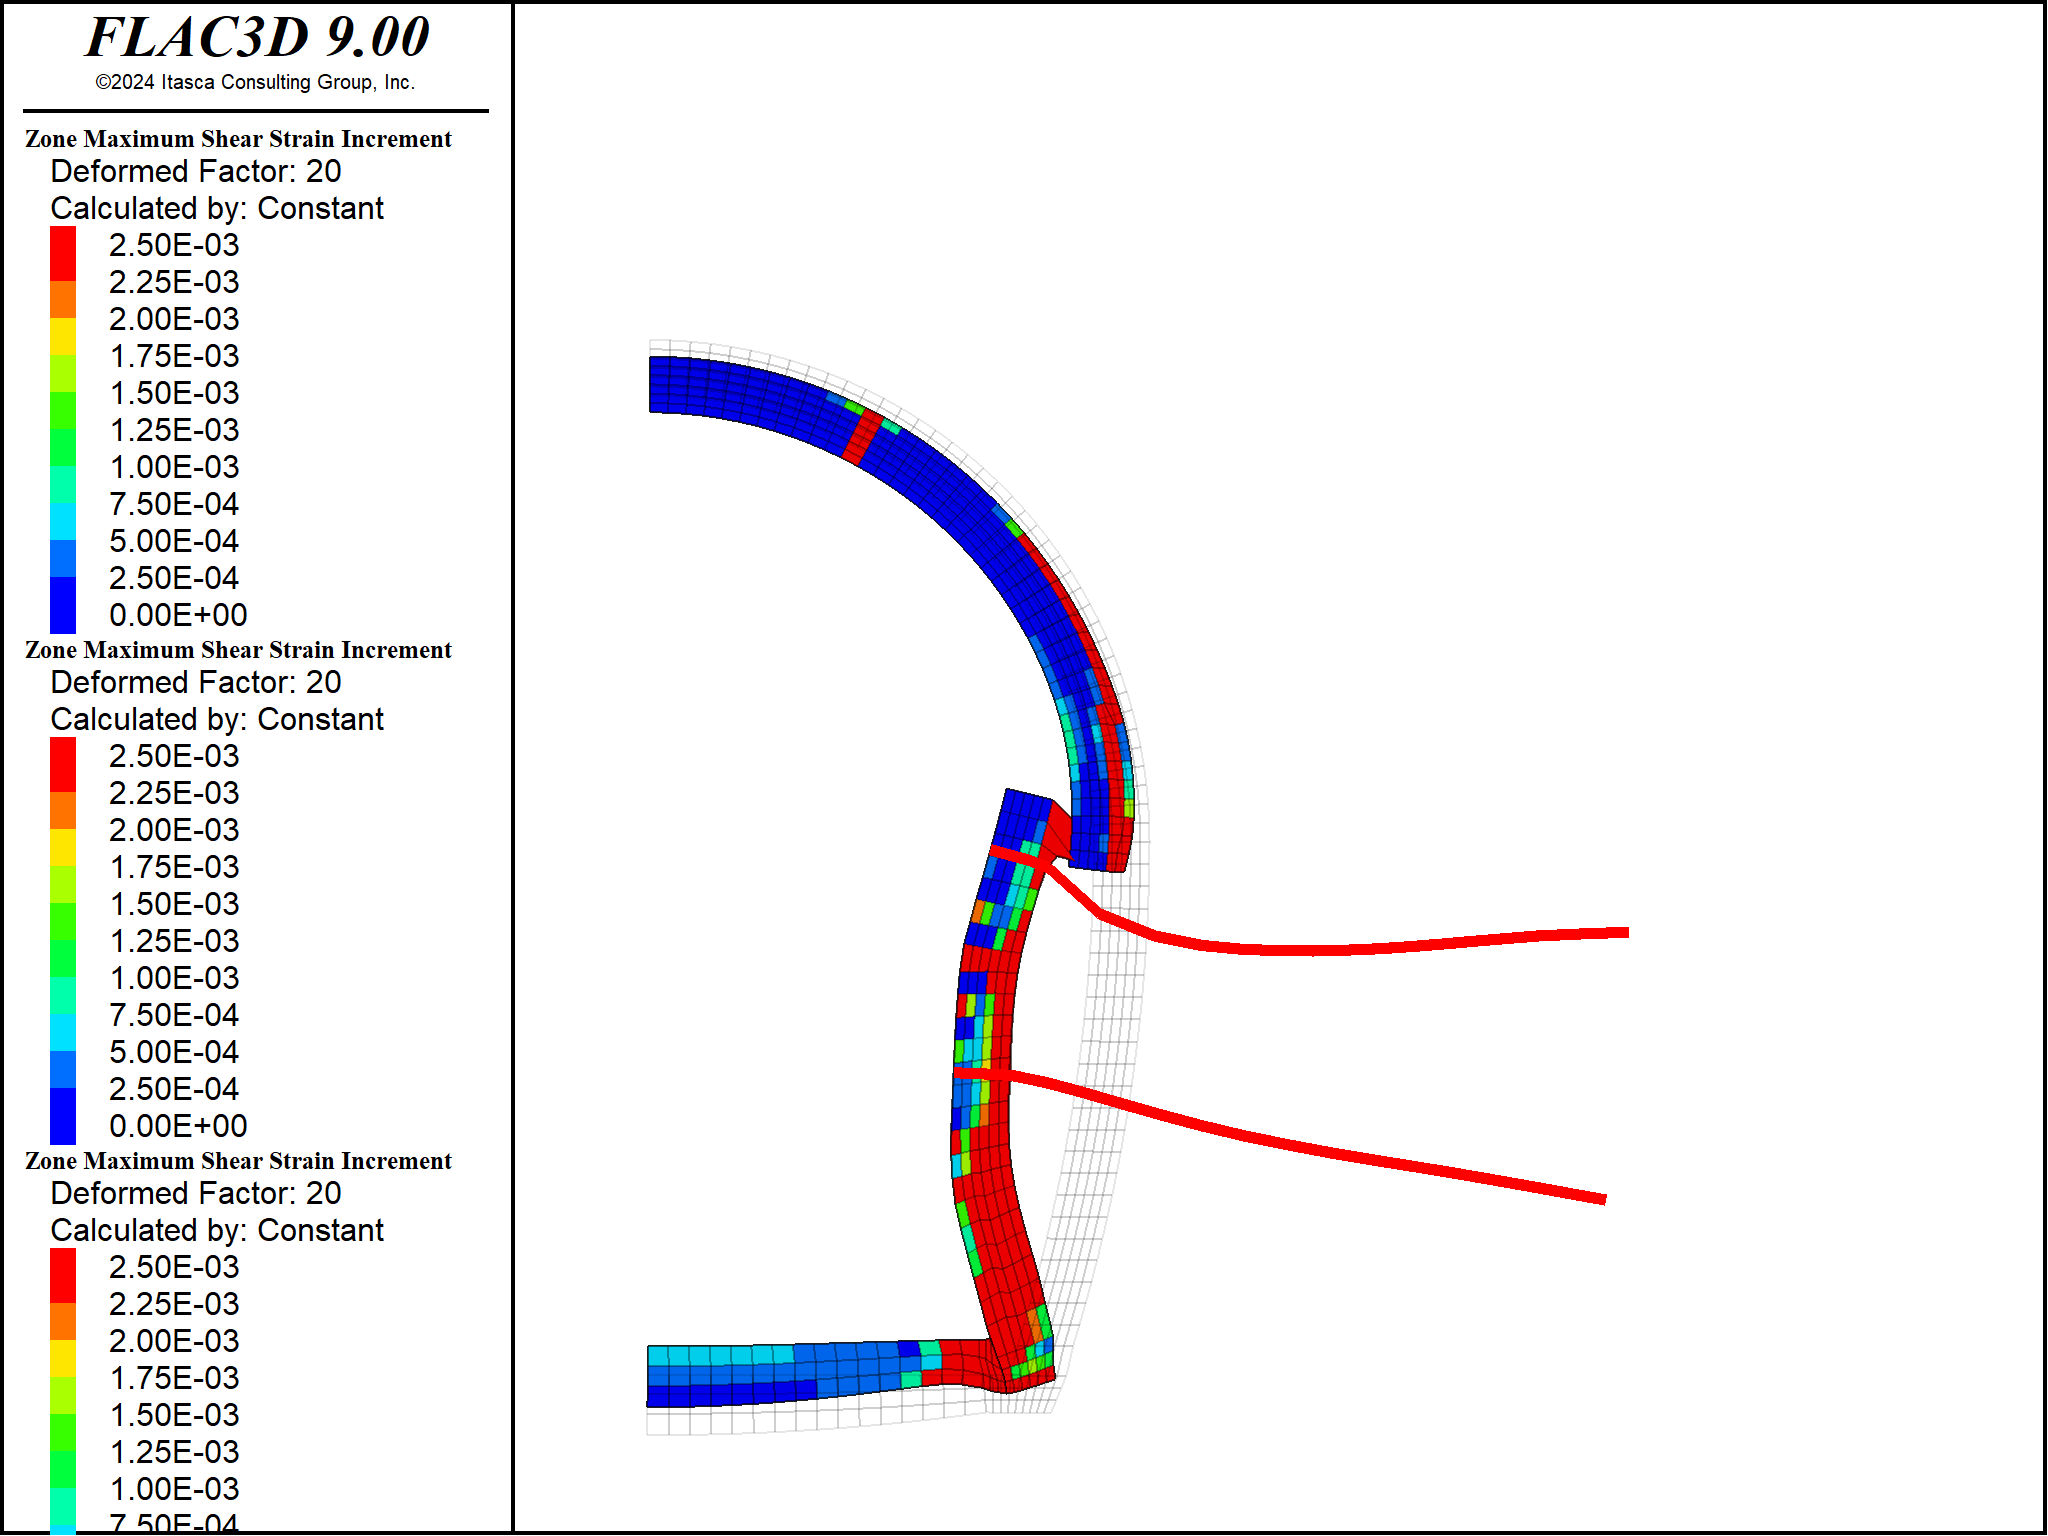 FLAC3D 9.00
©2024 Itasca Consulting Group, Inc.
Zone Maximum Shear Strain Increment
Deformed Factor: 20
Calculated by: Constant
2.50E-03
2.25E-03
2.00E-03
1.75E-03
1.50E-03
1.25E-03
1.00E-03
7.50E-04
5.00E-04
2.50E-04
0.00E+00
Zone Maximum Shear Strain Increment
Deformed Factor: 20
Calculated by: Constant
2.50E-03
2.25E-03
2.00E-03
1.75E-03
1.50E-03
1.25E-03
1.00E-03
7.50E-04
5.00E-04
2.50E-04
0.00E+00
Zone Maximum Shear Strain Increment
Deformed Factor: 20
Calculated by: Constant
2.50E-03
2.25E-03
2.00E-03
1.75E-03
1.50E-03
1.25E-03
1.00E-03
7.50E-04